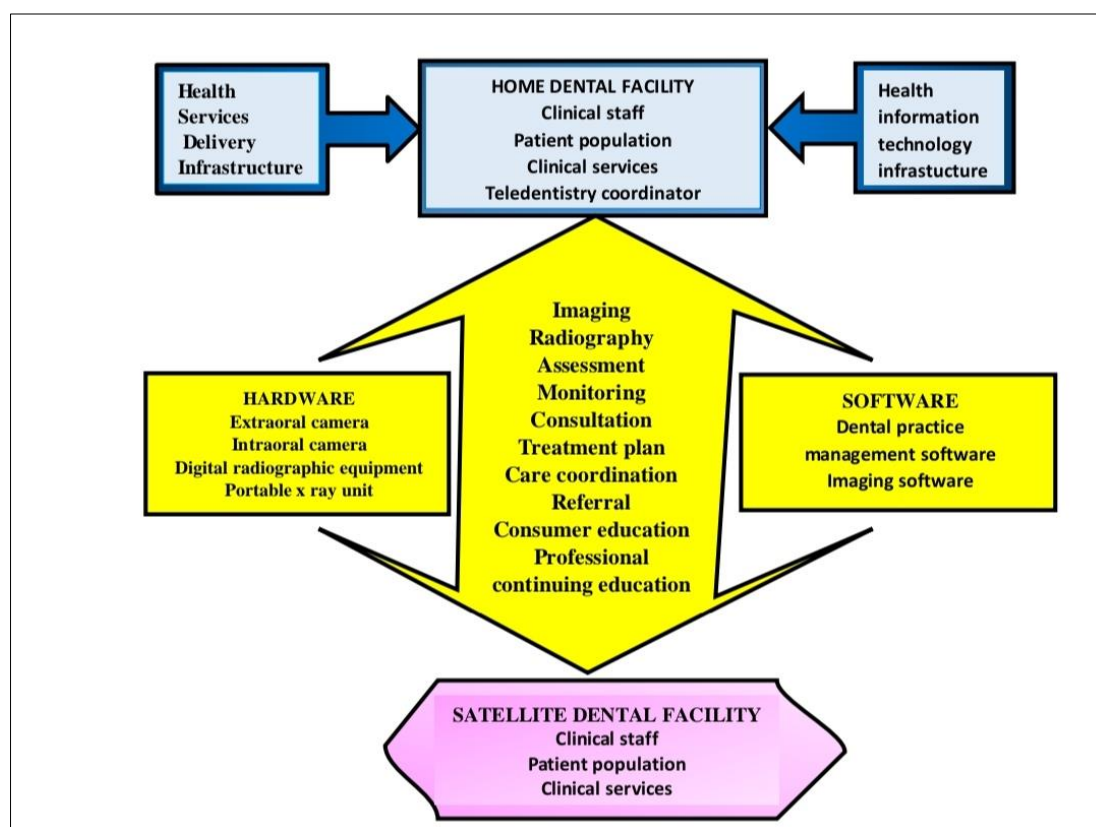 Health
Services
Delivery
Infrastructure
HOME DENTAL FACILITY
Clinical staff
Patient population
Clinical services
Teledentistry coordinator
Health
information
technology
infrastucture
Imaging
Radiography
Assessment
Monitoring
Consultation
Treatment plan
Care coordination
Referral
Consumer education
Professional
continuing education
HARDWARE
Extraoral camera
Intraoral camera
Digital radiographic equipment
Portable x ray unit
SOFTWARE
Dental practice
management software
Imaging software
SATELLITE DENTAL FACILITY
Clinical staff
Patient population
Clinical services